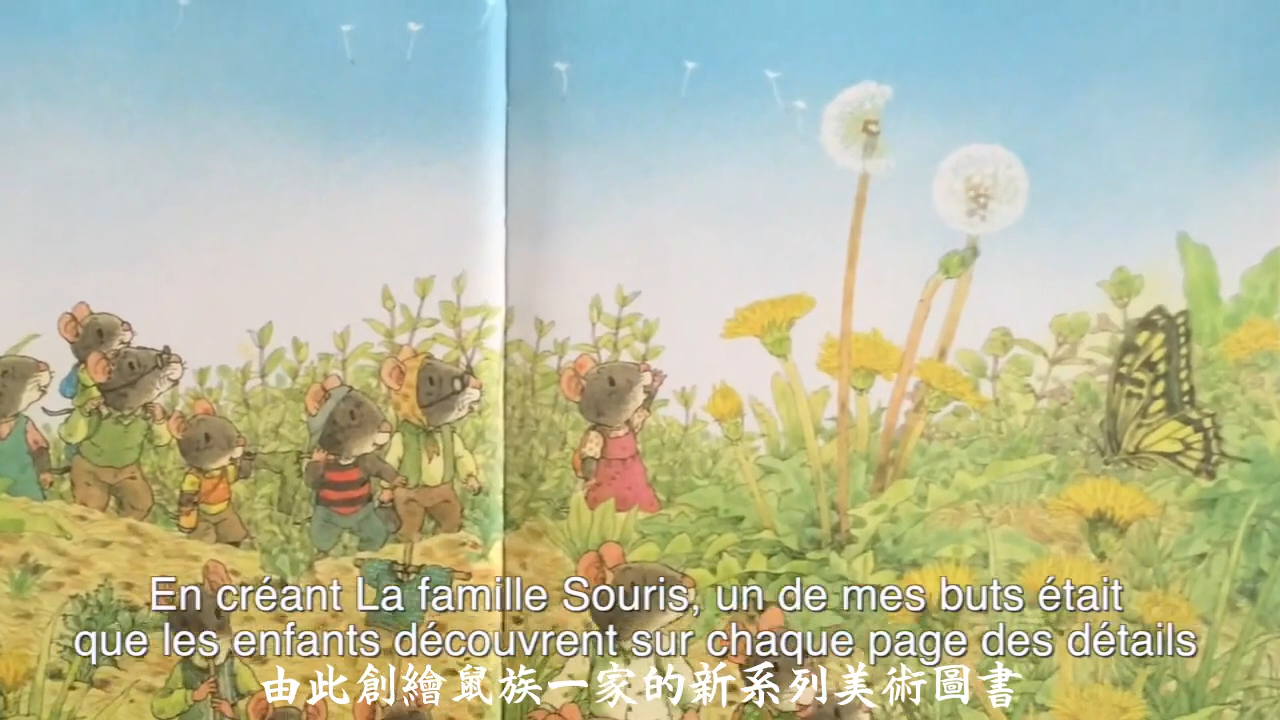 En créant La famille Souris, un de mes buts était
que les enfants découvrent sur chaque page des détails
由此創繪鼠族一家的新系列美術圖書